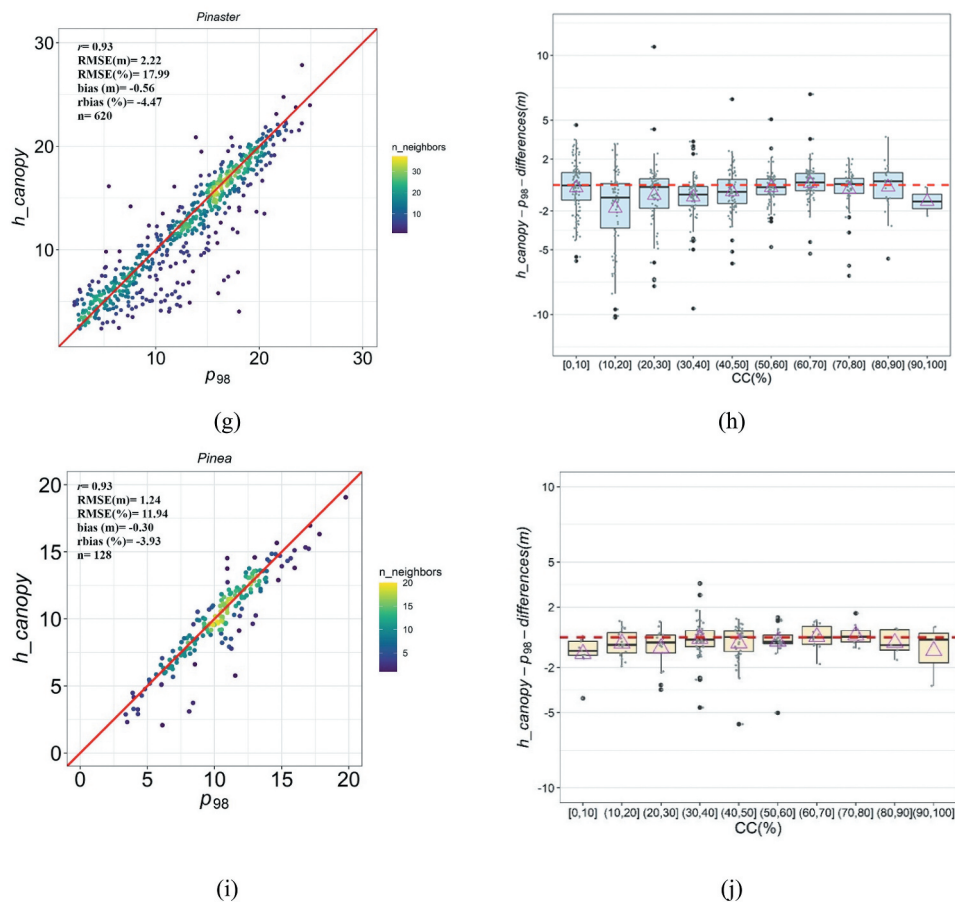 Pinaster
r= 0.93
RMSE(m)= 2.22
RMSE(%)= 17.99
bias (m)= -0.56
rbias (%)= -4.47
n= 620
30
20
10
h_canopy
10 20 30
p98
n_neighbors
30
20
10
(g)
10
5
2
-2
-5
-10
h_canopy − p98 − differences(m)
[0,10] (10,20] (20,30] (30,40] (40,50] (50,60] (60,70] (70,80] (80,90] (90,100]
CC(%)
(h)
Pinea
r= 0.93
RMSE(m)= 1.24
RMSE(%)= 11.94
bias (m)= -0.30
rbias (%)= -3.93
n= 128
20
15
10
5
0
h_canopy
0 5 10 15 20
p98
n_neighbors
20
15
10
5
(i)
10
5
2
-2
-5
-10
h_canopy − p98 − differences(m)
[0,10] (10,20] (20,30] (30,40] (40,50] (50,60] (60,70] (70,80] (80,90] (90,100]
CC(%)
(j)